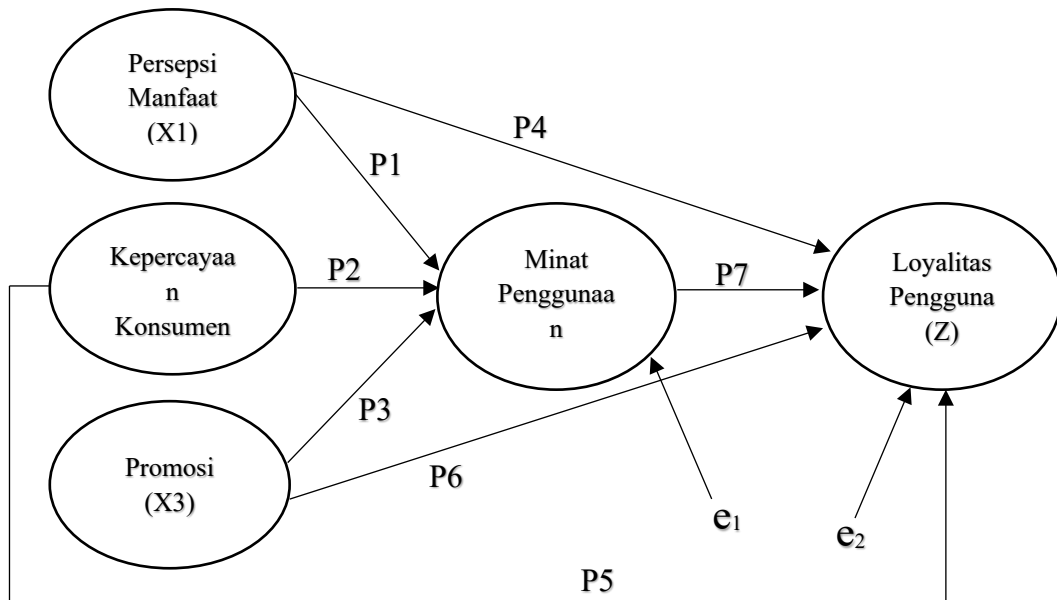 Persepsi
Manfaat
(X1)
P4
P1
Kepercayaa
n
Konsumen
P2
Minat
Penggunaa
n
P7
Loyalitas
Pengguna
(Z)
P3
Promosi
(X3)
P6
e1
e2
P5